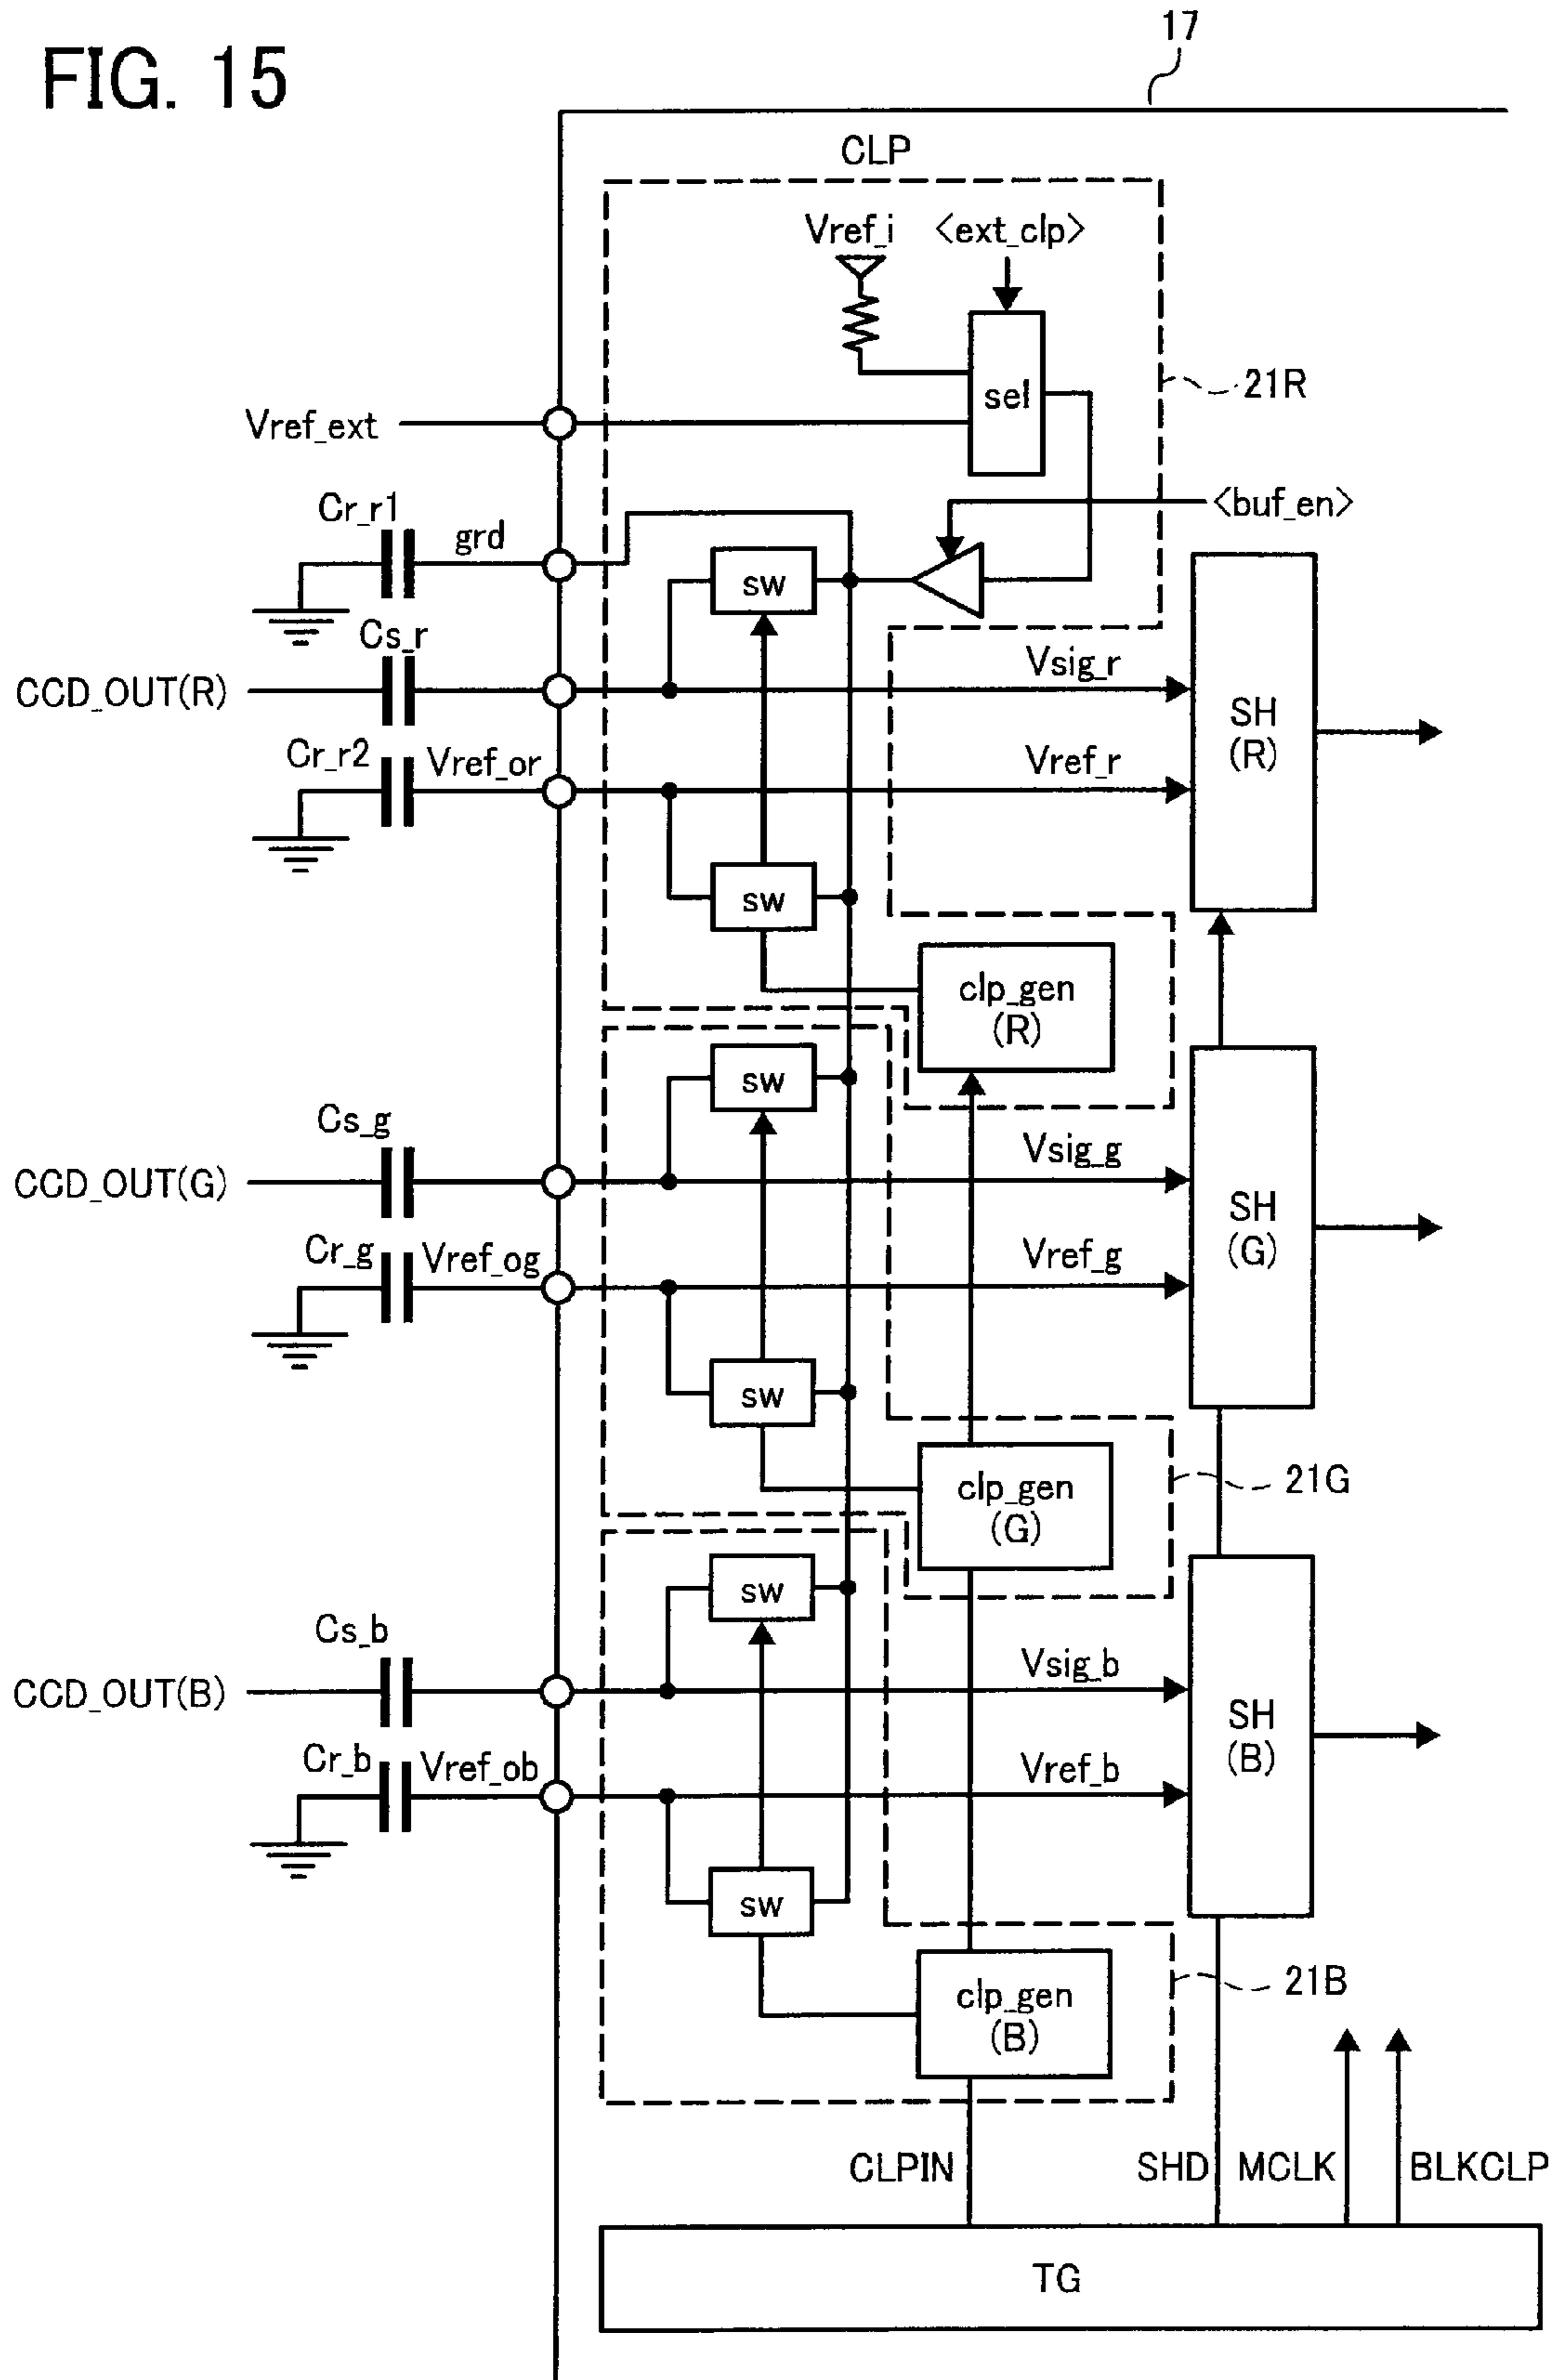 FIG. 15
17
CLP
Vref_i <ext_clp>
sel
21R
Vref_ext
<buf_en>
Cr_r1
grd
sw
Cs_r
CCD_OUT(R)
Vsig_r
SH
(R)
Cr_r2
Vref_or
Vref_r
sw
clp_gen
(R)
sw
Cs_g
CCD_OUT(G)
Vsig_g
SH
(G)
Cr_g
Vref_og
Vref_g
sw
clp_gen
(G)
21G
sw
Cs_b
CCD_OUT(B)
Vsig_b
SH
(B)
Cr_b
Vref_ob
Vref_b
sw
clp_gen
(B)
21B
CLPIN
SHD
MCLK
BLKCLP
TG